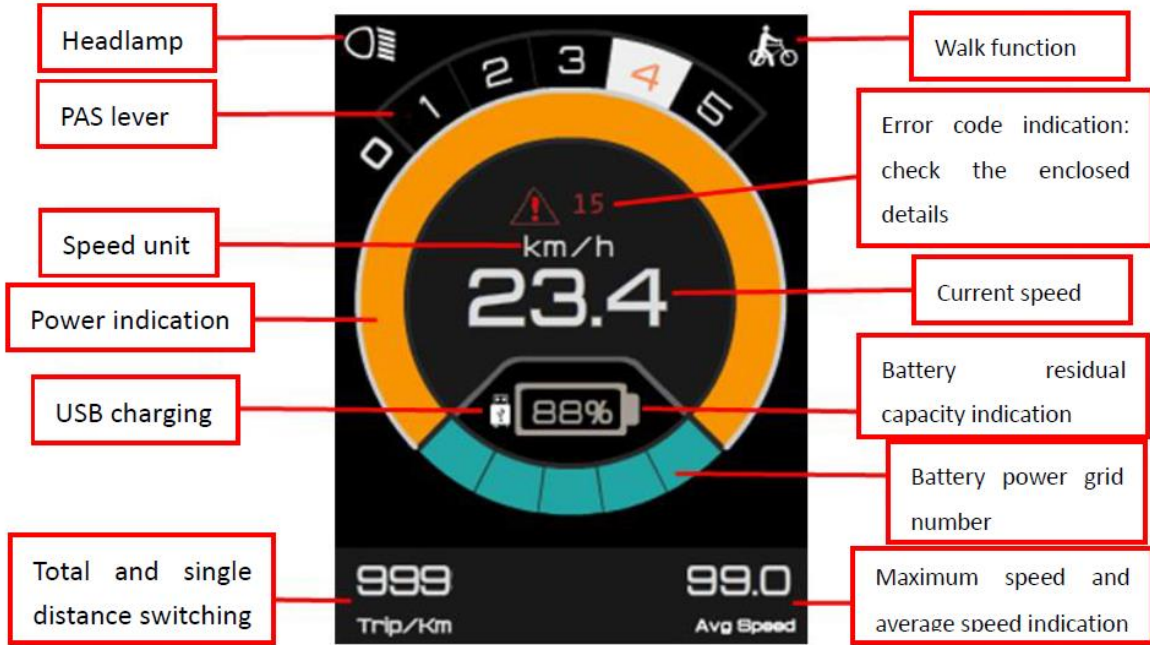 Headlamp
Walk function
PAS lever
0 1 2 3 4 5
Error code indication:
check the enclosed
details
15
Speed unit
km/h
23.4
Current speed
Power indication
Battery residual
capacity indication
USB charging
88%
Battery power grid
number
Total and single
distance switching
999
Trip/Km
99.0
Avg Speed
Maximum speed and
average speed indication